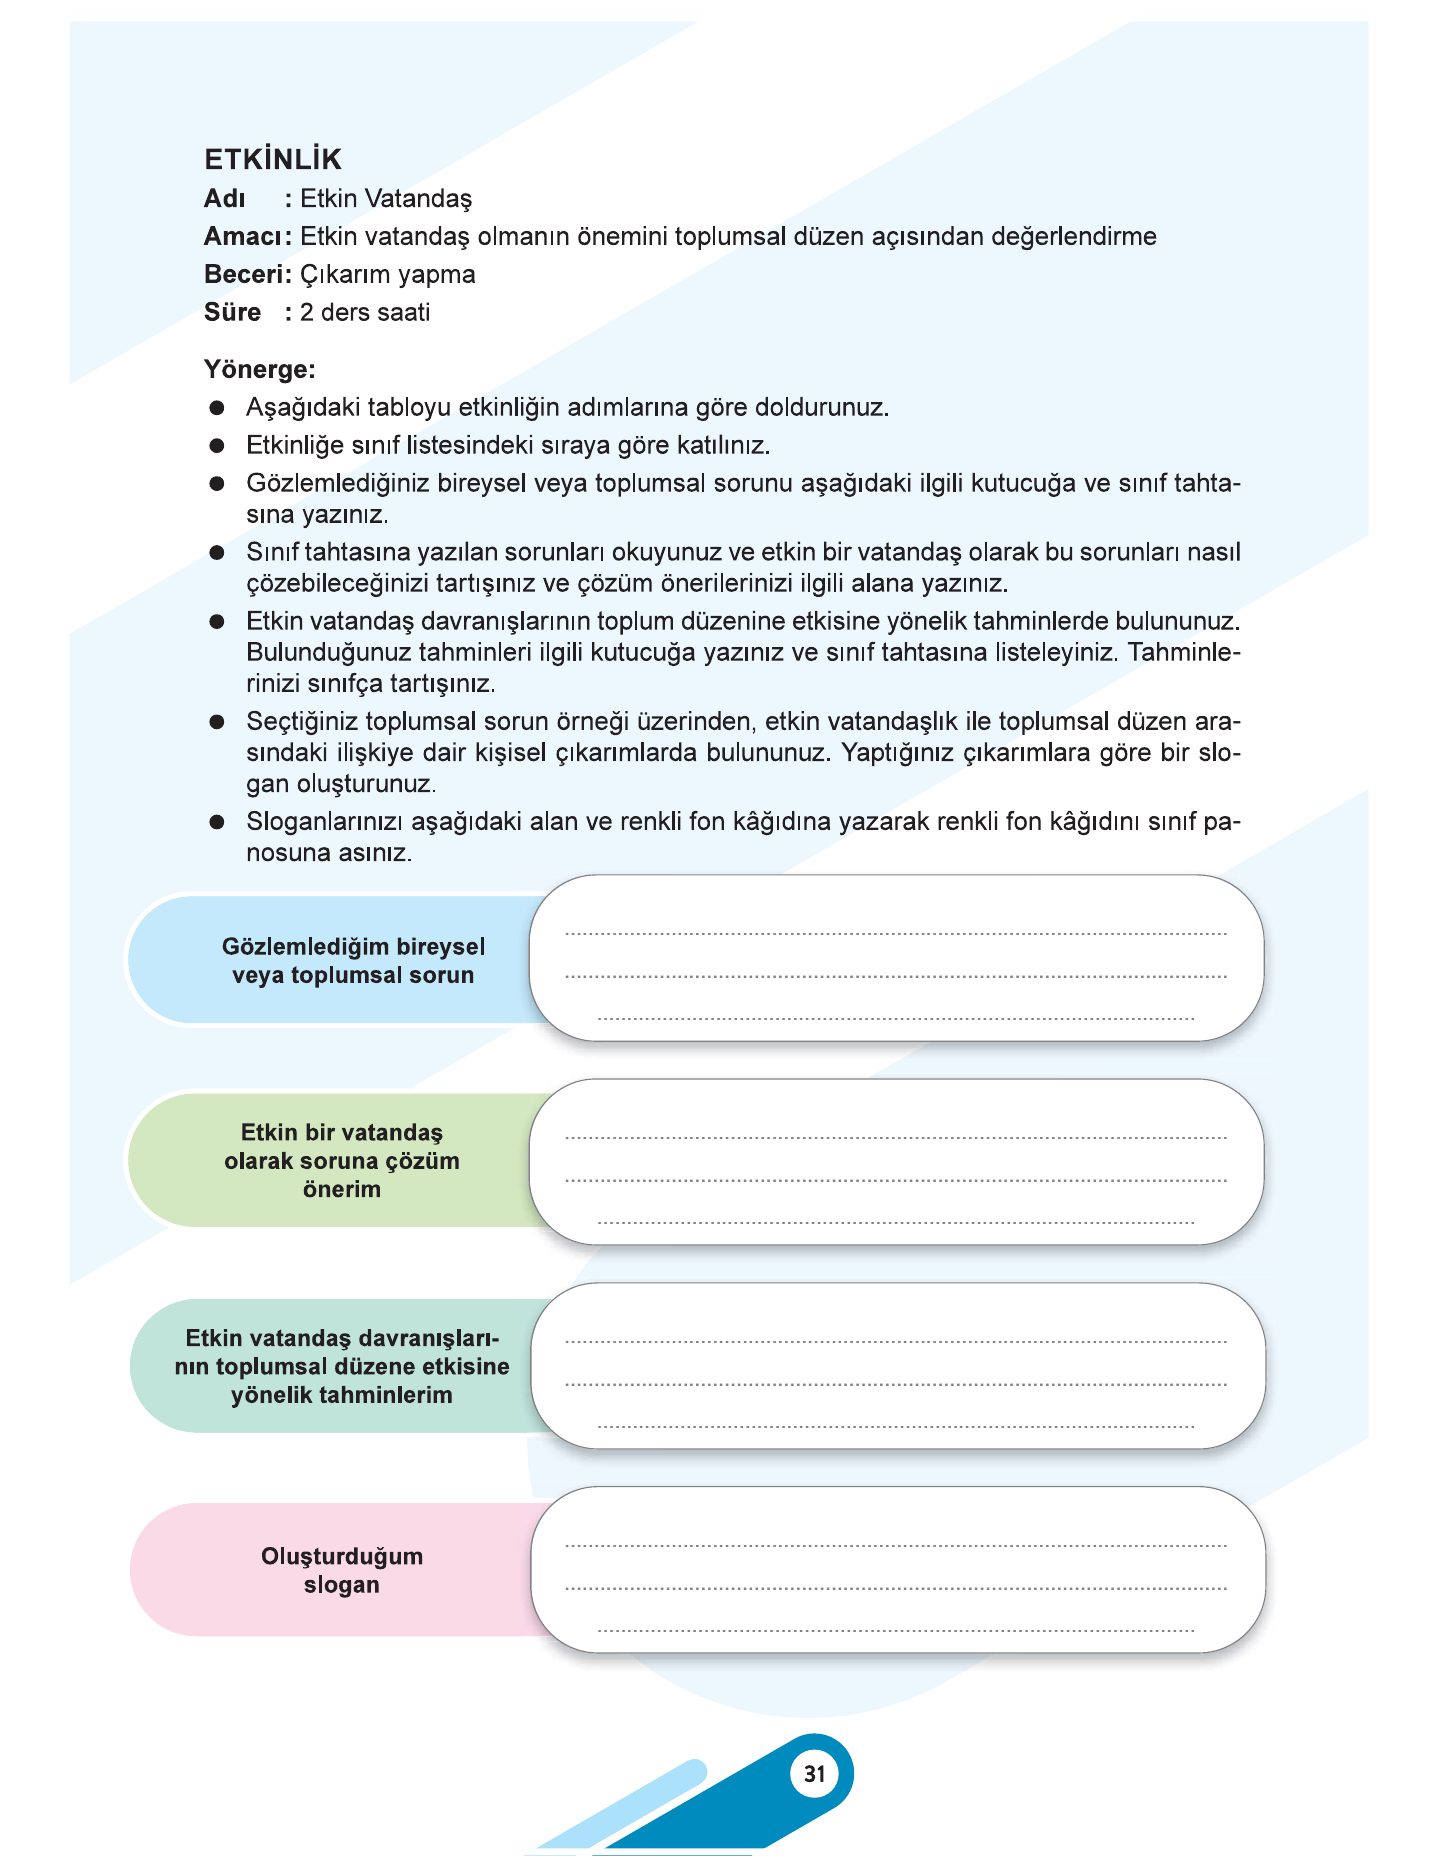 ETKİNLİK
Adı : Etkin Vatandaş
Amacı : Etkin vatandaş olmanın önemini toplumsal düzen açısından değerlendirme
Beceri : Çıkarım yapma
Süre : 2 ders saati
Yönerge:
● Aşağıdaki tabloyu etkinliğin adımlarına göre doldurunuz.
● Etkinliğe sınıf listesindeki sıraya göre katılınız.
● Gözlemlediğiniz bireysel veya toplumsal sorunu aşağıdaki ilgili kutucuğa ve sınıf tahta-
sına yazınız.
● Sınıf tahtasına yazılan sorunları okuyunuz ve etkin bir vatandaş olarak bu sorunları nasıl
çözebileceğinizi tartışınız ve çözüm önerilerinizi ilgili alana yazınız.
● Etkin vatandaş davranışlarının toplum düzenine etkisine yönelik tahminlerde bulununuz.
Bulunduğunuz tahminleri ilgili kutucuğa yazınız ve sınıf tahtasına listeleyiniz. Tahminle-
rinizi sınıfça tartışınız.
● Seçtiğiniz toplumsal sorun örneği üzerinden, etkin vatandaşlık ile toplumsal düzen ara-
sındaki ilişkiye dair kişisel çıkarımlarda bulununuz. Yaptığınız çıkarımlara göre bir slo-
gan oluşturunuz.
● Sloganlarınızı aşağıdaki alan ve renkli fon kâğıdına yazarak renkli fon kâğıdını sınıf pa-
nosuna asınız.
Gözlemlediğim bireysel
veya toplumsal sorun
Etkin bir vatandaş
olarak soruna çözüm
önerim
Etkin vatandaş davranışları-
nın toplumsal düzene etkisine
yönelik tahminlerim
Oluşturduğum
slogan
31